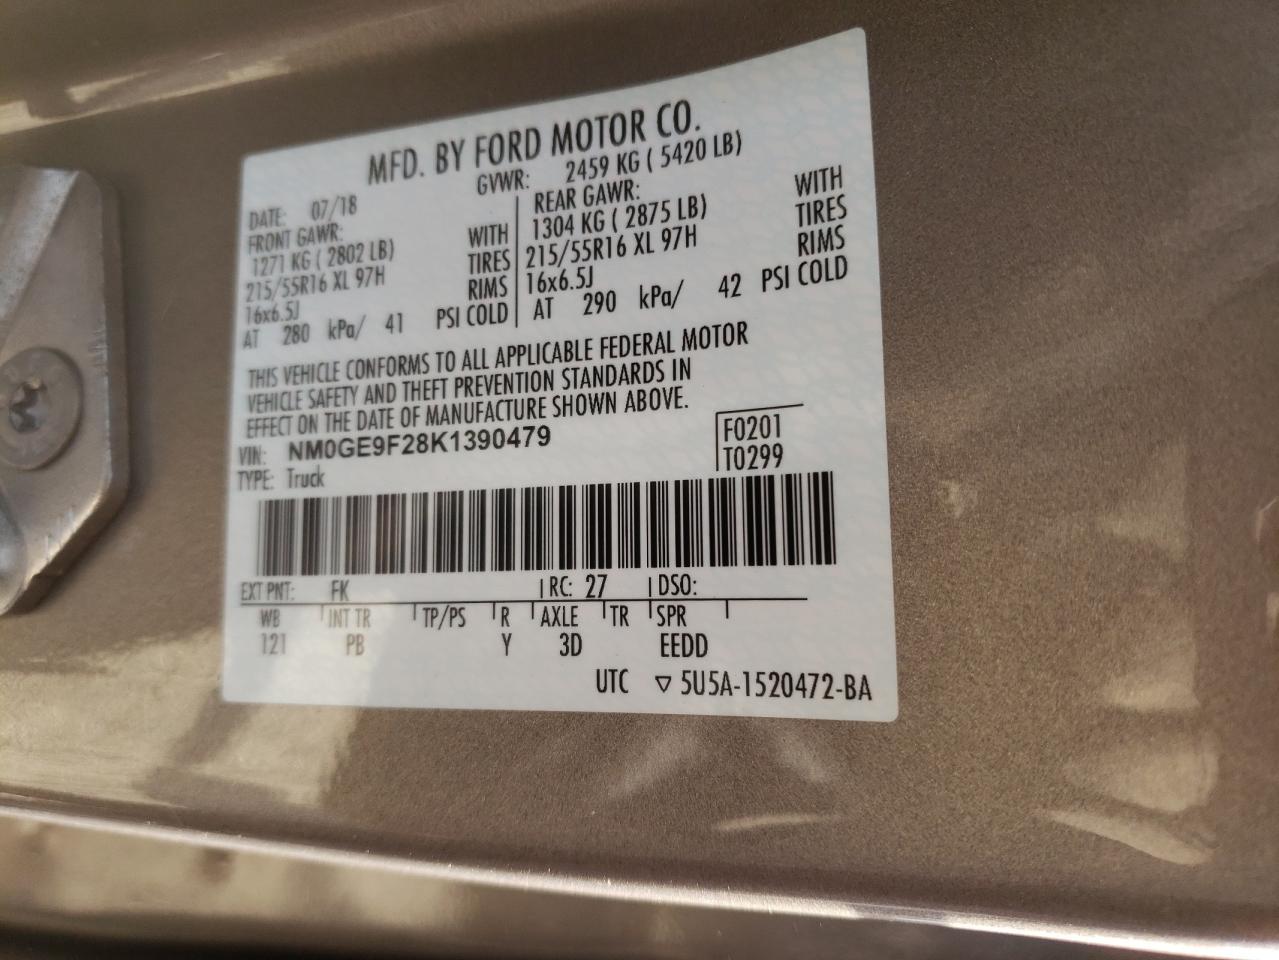 MFD. BY FORD MOTOR CO.
DATE: 07/18 GVWR: 2459 KG ( 5420 LB)
FRONT GAWR:
1271 KG ( 2802 LB) WITH
215/55R16 XL 97H TIRES
16x6.5J RIMS
AT 280 kPa/ 41 PSI COLD
REAR GAWR:
1304 KG ( 2875 LB) WITH
215/55R16 XL 97H TIRES
16x6.5J RIMS
AT 290 kPa/ 42 PSI COLD
THIS VEHICLE CONFORMS TO ALL APPLICABLE FEDERAL MOTOR
VEHICLE SAFETY AND THEFT PREVENTION STANDARDS IN
EFFECT ON THE DATE OF MANUFACTURE SHOWN ABOVE.
VIN: NM0GE9F28K1390479
TYPE: Truck
F0201
T0299
EXT PNT: FK RC: 27 DSO:
WB INT TR TP/PS R AXLE TR SPR
121 PB Y 3D EEDD
UTC ▽ 5U5A-1520472-BA